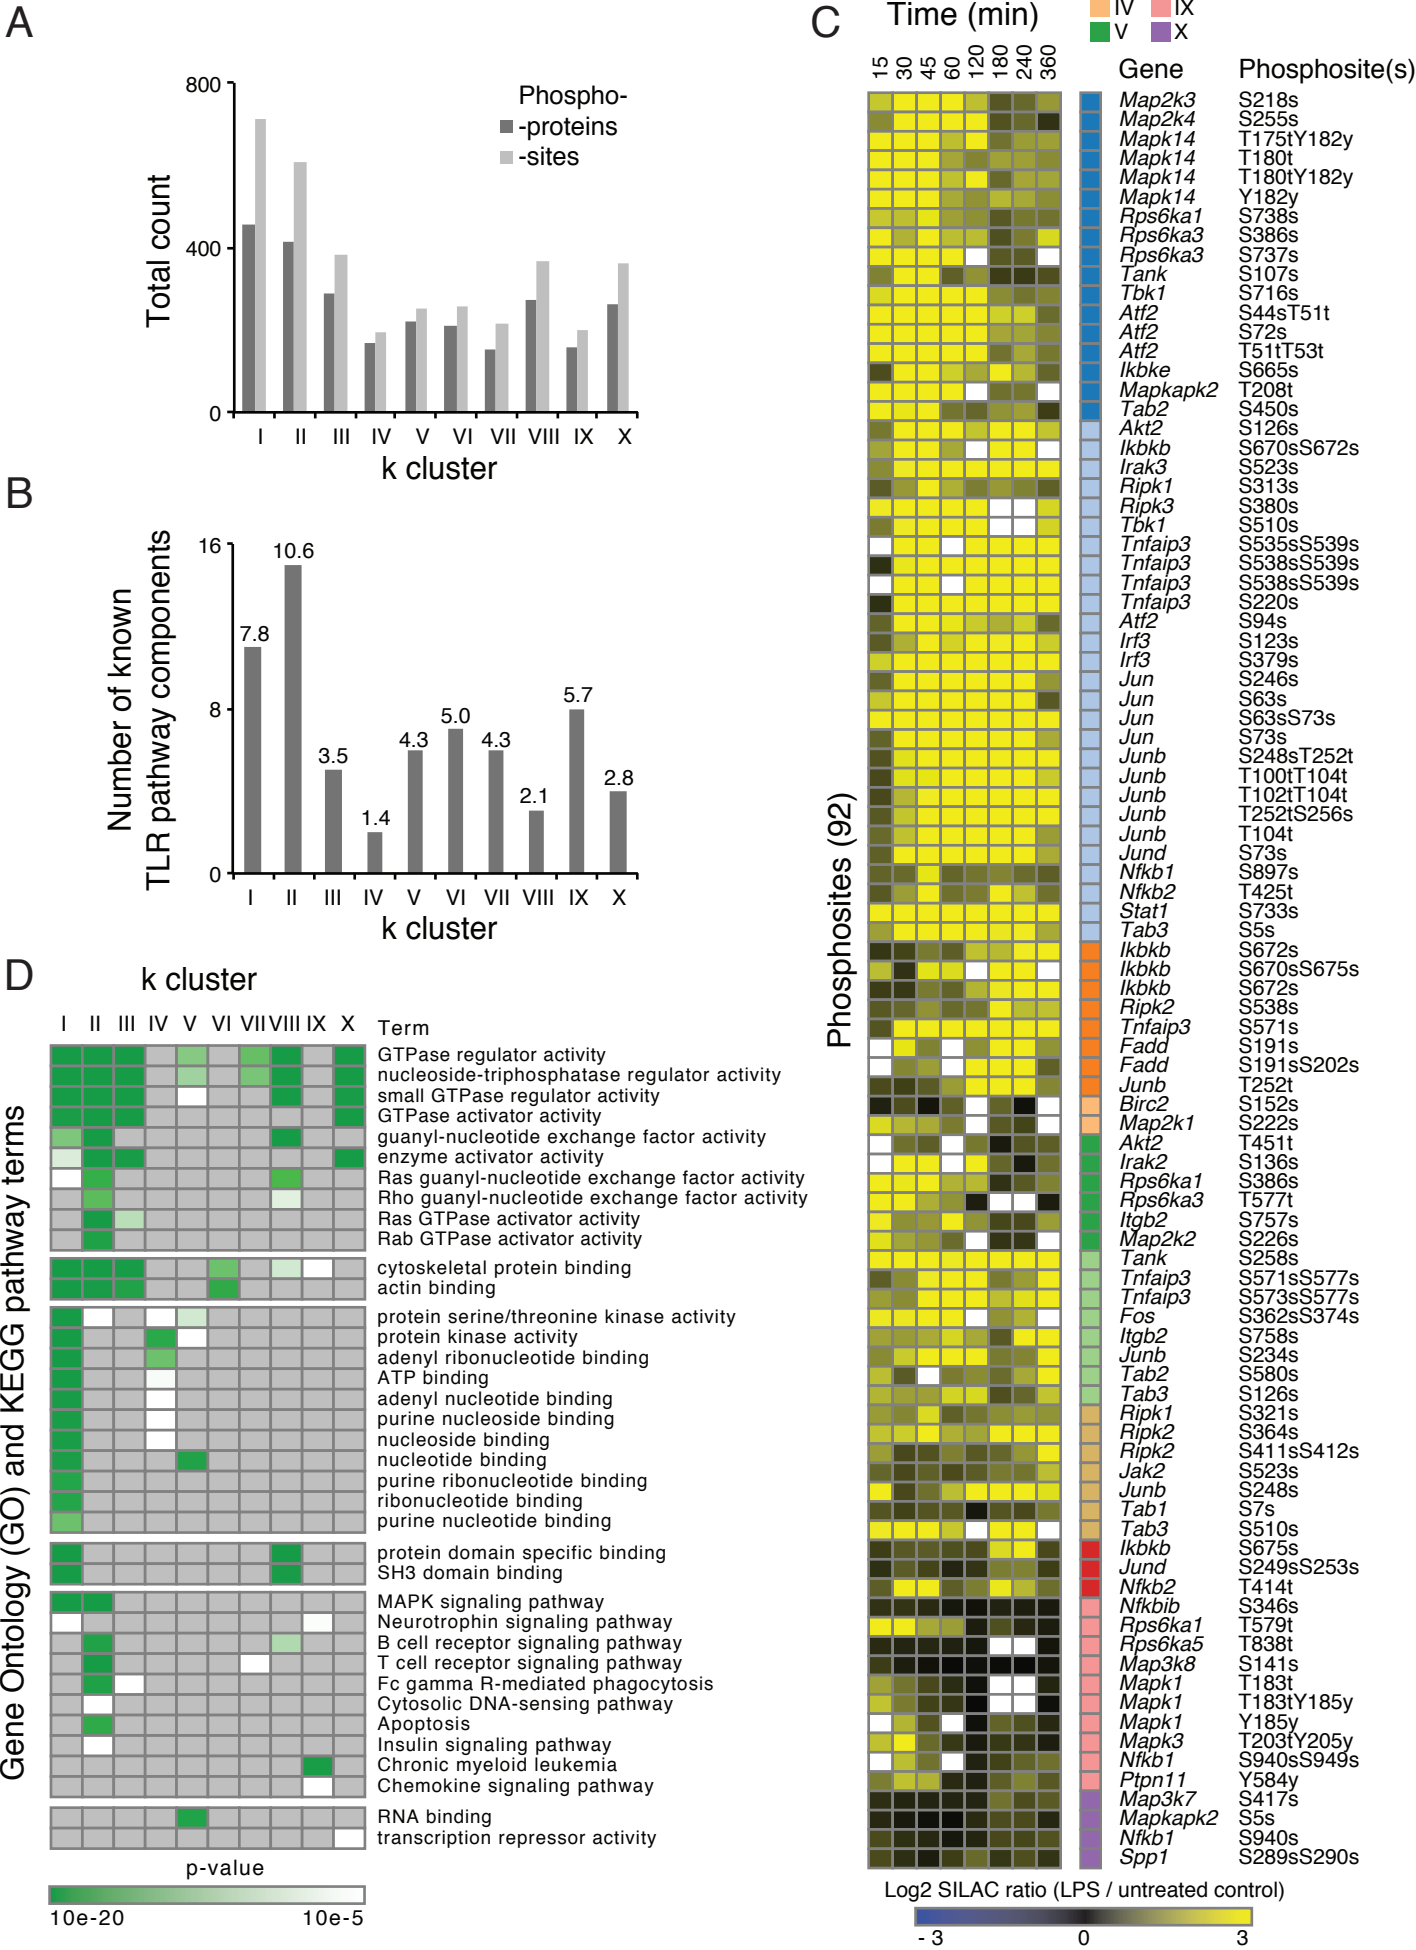 A
800
400
0
Total count
Phospho-
-proteins
-sites
I II III IV V VI VII VIII IX X
k cluster
B
16
8
0
Number of known
TLR pathway components
7.8
10.6
3.5
1.4
4.3
5.0
4.3
2.1
5.7
2.8
I II III IV V VI VII VIII IX X
k cluster
C
Time (min)
IV IX
V X
15 30 45 60 120 180 240 360
Gene Phosphosite(s)
Phosphosites (92)
Map2k3 S218s
Map2k4 S255s
Mapk14 T175tY182y
Mapk14 T180t
Mapk14 T180tY182y
Mapk14 Y182y
Rps6ka1 S738s
Rps6ka3 S386s
Rps6ka3 S737s
Tank S107s
Tbk1 S716s
Atf2 S44sT51t
Atf2 S72s
Atf2 T51tT53t
Ikbke S665s
Mapkapk2 T208t
Tab2 S450s
Akt2 S126s
Ikbkb S670sS672s
Irak3 S523s
Ripk1 S313s
Ripk3 S380s
Tbk1 S510s
Tnfaip3 S535sS539s
Tnfaip3 S538sS539s
Tnfaip3 S538sS539s
Tnfaip3 S220s
Atf2 S94s
Irf3 S123s
Irf3 S379s
Jun S246s
Jun S63s
Jun S63sS73s
Jun S73s
Junb S248sT252t
Junb T100tT104t
Junb T102tT104t
Junb T252tS256s
Junb T104t
Jund S73s
Nfkb1 S897s
Nfkb2 T425t
Stat1 S733s
Tab3 S5s
Ikbkb S672s
Ikbkb S670sS675s
Ikbkb S672s
Ripk2 S538s
Tnfaip3 S571s
Fadd S191s
Fadd S191sS202s
Junb T252t
Birc2 S152s
Map2k1 S222s
Akt2 T451t
Irak2 S136s
Rps6ka1 S386s
Rps6ka3 T577t
Itgb2 S757s
Map2k2 S226s
Tank S258s
Tnfaip3 S571sS577s
Tnfaip3 S573sS577s
Fos S362sS374s
Itgb2 S758s
Junb S234s
Tab2 S580s
Tab3 S126s
Ripk1 S321s
Ripk2 S364s
Ripk2 S411sS412s
Jak2 S523s
Junb S248s
Tab1 S7s
Tab3 S510s
Ikbkb S675s
Jund S249sS253s
Nfkb2 T414t
Nfkbib S346s
Rps6ka1 T579t
Rps6ka5 T838t
Map3k8 S141s
Mapk1 T183t
Mapk1 T183tY185y
Mapk1 Y185y
Mapk3 T203tY205y
Nfkb1 S940sS949s
Ptpn11 Y584y
Map3k7 S417s
Mapkapk2 S5s
Nfkb1 S940s
Spp1 S289sS290s
Log2 SILAC ratio (LPS / untreated control)
- 3 0 3
D
k cluster
I II III IV V VI VII VIII IX X Term
Gene Ontology (GO) and KEGG pathway terms
GTPase regulator activity
nucleoside-triphosphatase regulator activity
small GTPase regulator activity
GTPase activator activity
guanyl-nucleotide exchange factor activity
enzyme activator activity
Ras guanyl-nucleotide exchange factor activity
Rho guanyl-nucleotide exchange factor activity
Ras GTPase activator activity
Rab GTPase activator activity
cytoskeletal protein binding
actin binding
protein serine/threonine kinase activity
protein kinase activity
adenyl ribonucleotide binding
ATP binding
adenyl nucleotide binding
purine nucleoside binding
nucleoside binding
nucleotide binding
purine ribonucleotide binding
ribonucleotide binding
purine nucleotide binding
protein domain specific binding
SH3 domain binding
MAPK signaling pathway
Neurotrophin signaling pathway
B cell receptor signaling pathway
T cell receptor signaling pathway
Fc gamma R-mediated phagocytosis
Cytosolic DNA-sensing pathway
Apoptosis
Insulin signaling pathway
Chronic myeloid leukemia
Chemokine signaling pathway
RNA binding
transcription repressor activity
p-value
10e-20 10e-5